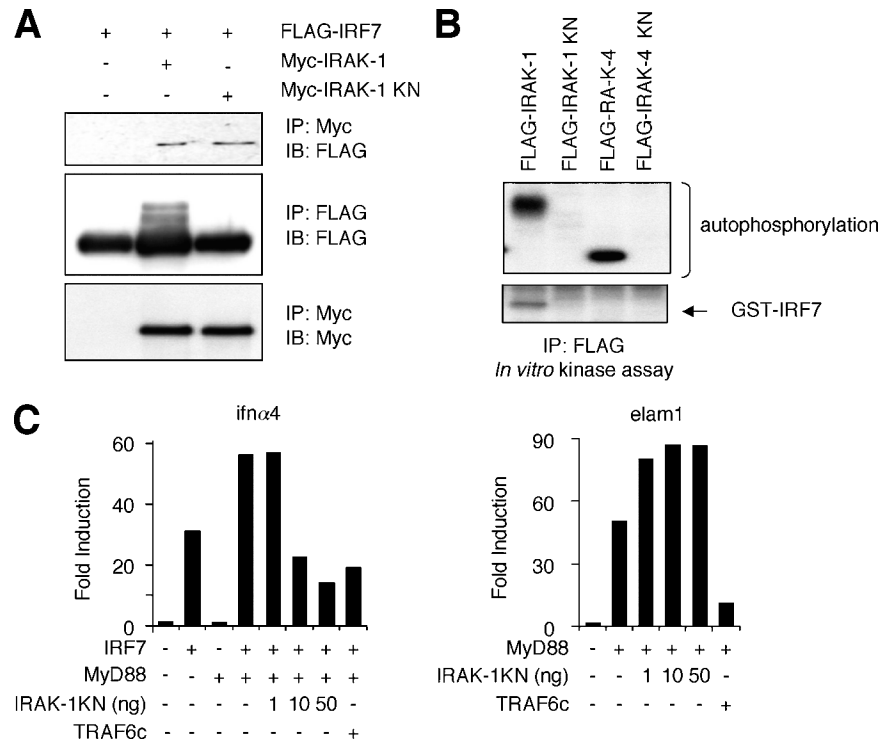 A
+ + + FLAG-IRF7
- + - Myc-IRAK-1
- - + Myc-IRAK-1 KN
IP: Myc
IB: FLAG
IP: FLAG
IB: FLAG
IP: Myc
IB: Myc
B
FLAG-IRAK-1
FLAG-IRAK-1 KN
FLAG-RA-K-4
FLAG-IRAK-4 KN
autophosphorylation
GST-IRF7
IP: FLAG
In vitro kinase assay
C
ifnα4
Fold Induction
60
40
20
0
IRF7 - + - + + + + +
MyD88 - - + + + + + +
IRAK-1KN (ng) - - - - 1 10 50 -
TRAF6c - - - - - - - +
elam1
Fold Induction
90
60
30
0
MyD88 - + + + + +
IRAK-1KN(ng) - - 1 10 50 -
TRAF6c - - - - - +